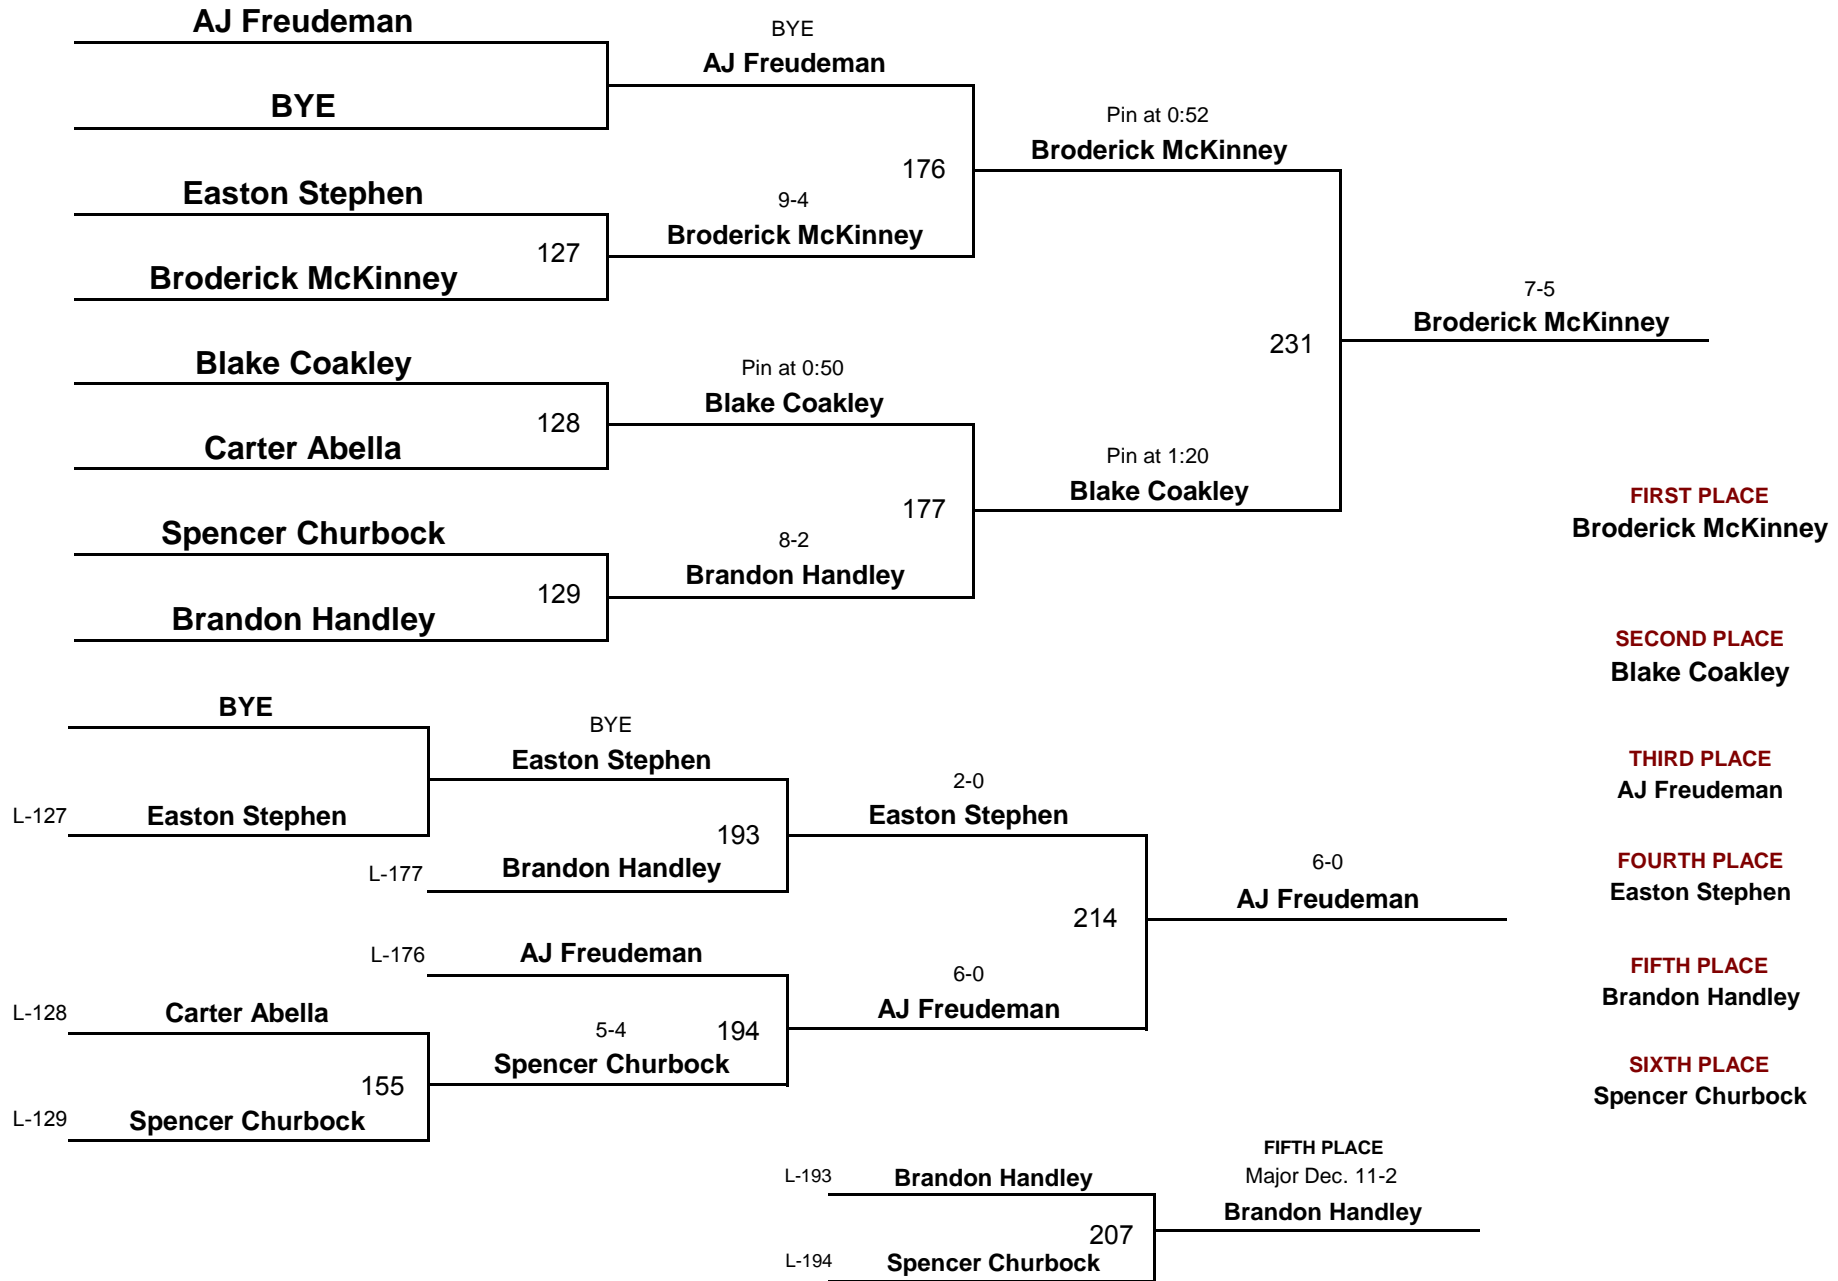 AJ Freudeman
BYE
BYE
AJ Freudeman
Easton Stephen
127
Broderick McKinney
9-4
Broderick McKinney
176
Pin at 0:52
Broderick McKinney
Blake Coakley
128
Carter Abella
Pin at 0:50
Blake Coakley
Spencer Churbock
129
Brandon Handley
8-2
Brandon Handley
177
Pin at 1:20
Blake Coakley
231
7-5
Broderick McKinney
FIRST PLACE
Broderick McKinney
SECOND PLACE
Blake Coakley
THIRD PLACE
AJ Freudeman
FOURTH PLACE
Easton Stephen
FIFTH PLACE
Brandon Handley
SIXTH PLACE
Spencer Churbock
BYE
L-127 Easton Stephen
BYE
Easton Stephen
193
L-177 Brandon Handley
2-0
Easton Stephen
L-176 AJ Freudeman
L-128 Carter Abella
155
L-129 Spencer Churbock
5-4
Spencer Churbock
194
6-0
AJ Freudeman
214
6-0
AJ Freudeman
L-193 Brandon Handley
207
L-194 Spencer Churbock
FIFTH PLACE
Major Dec. 11-2
Brandon Handley